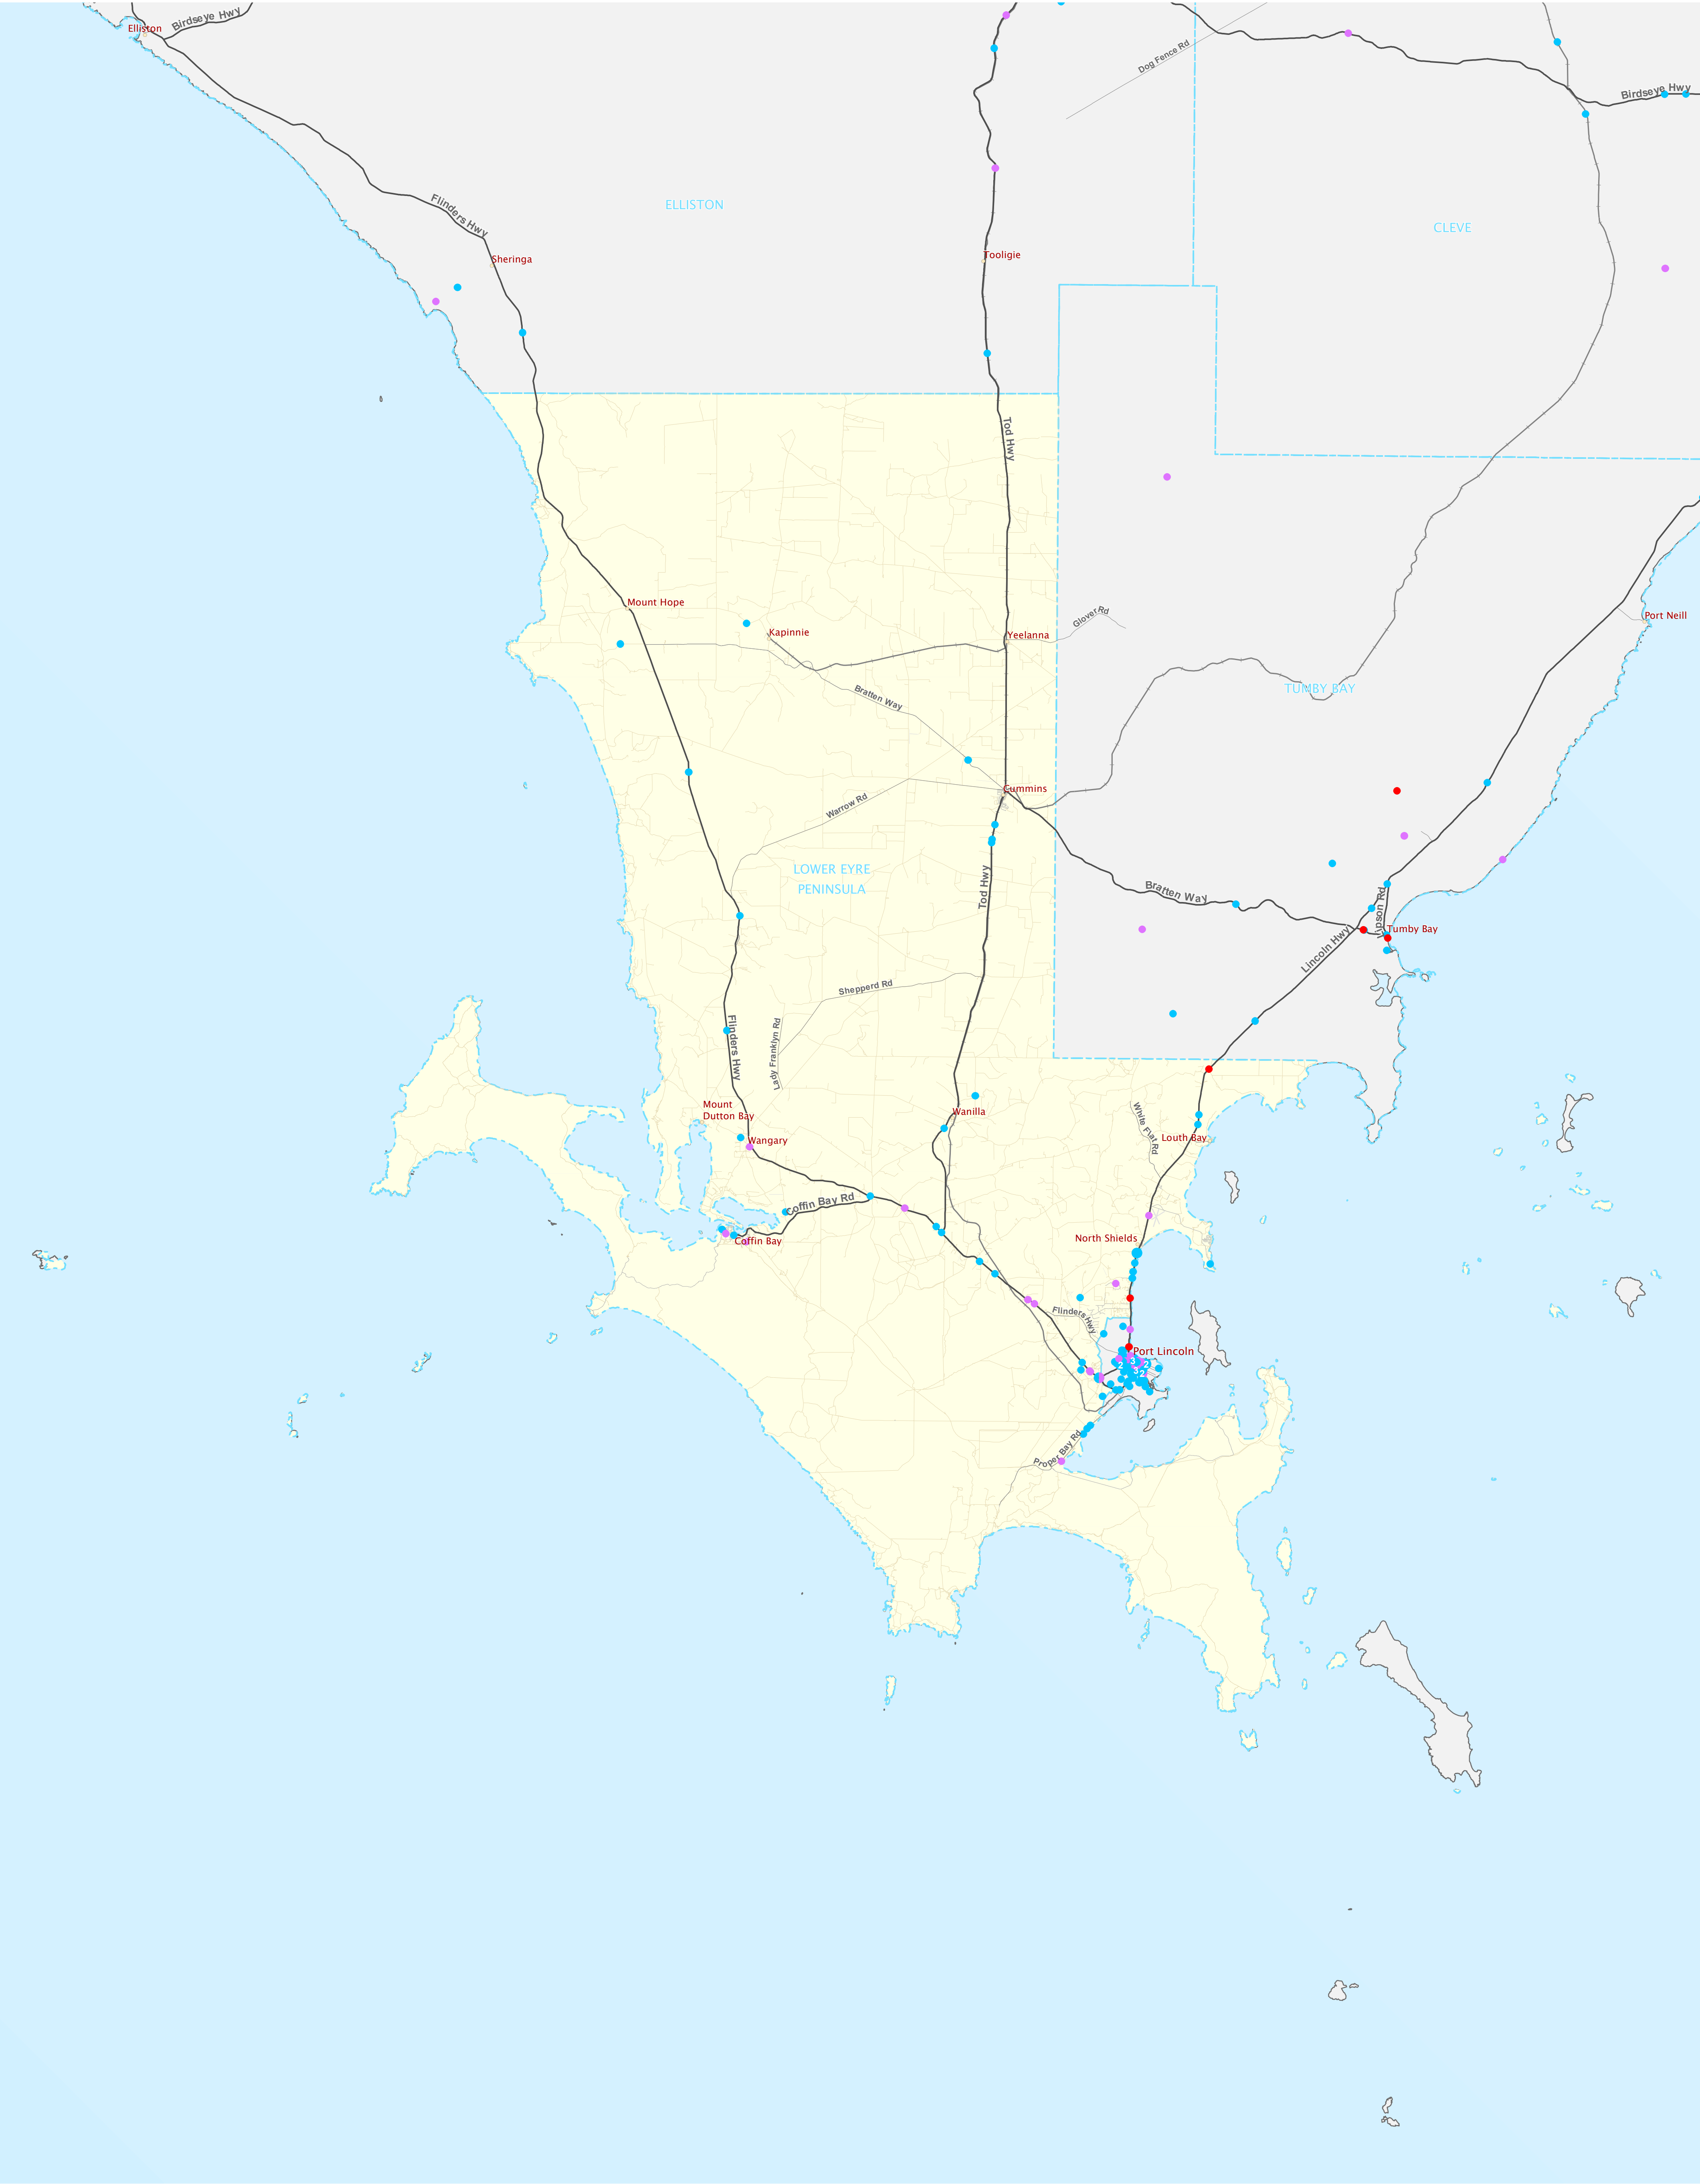 Elliston
Birdseye Hwy
Dog Fence Rd
Birdseye Hwy
Flinders Hwy
ELLISTON
CLEVE
Sheringa
Tooligie
Tod Hwy
Mount Hope
Kapinnie
Yeelanna
Glover Rd
Port Neill
Bratten Way
TUMBY BAY
Cummins
Warrow Rd
LOWER EYRE
PENINSULA
Tod Hwy
Bratten Way
Lincoln Hwy
Tumby Bay
Shepperd Rd
Flinders Hwy
Lady Franklyn Rd
Mount
Dutton Bay
Wangary
Wanilla
White Flat Rd
Louth Bay
Coffin Bay Rd
Coffin Bay
North Shields
Flinders Hwy
Port Lincoln
3
2
2
Proper Bay Rd